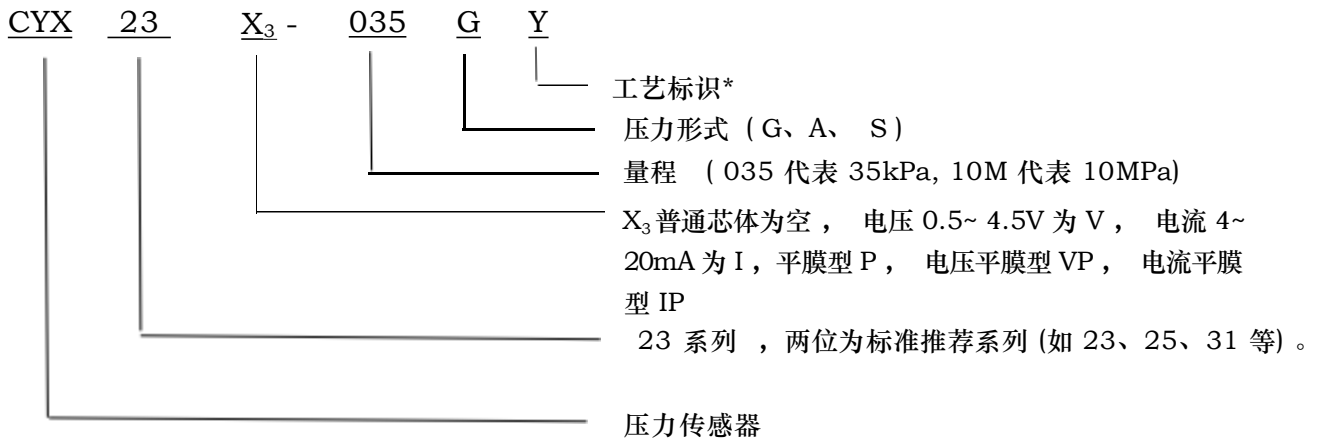 CYX 23 X₃ - 035 G Y
工艺标识*
压力形式 ( G、A、 S )
量程 ( 035 代表 35kPa, 10M 代表 10MPa)
X₃普通芯体为空 , 电压 0.5~ 4.5V 为 V , 电流 4~
20mA 为 I , 平膜型 P , 电压平膜型 VP , 电流平膜
型 IP
23 系列 , 两位为标准推荐系列 (如 23、25、31 等) 。
压力传感器